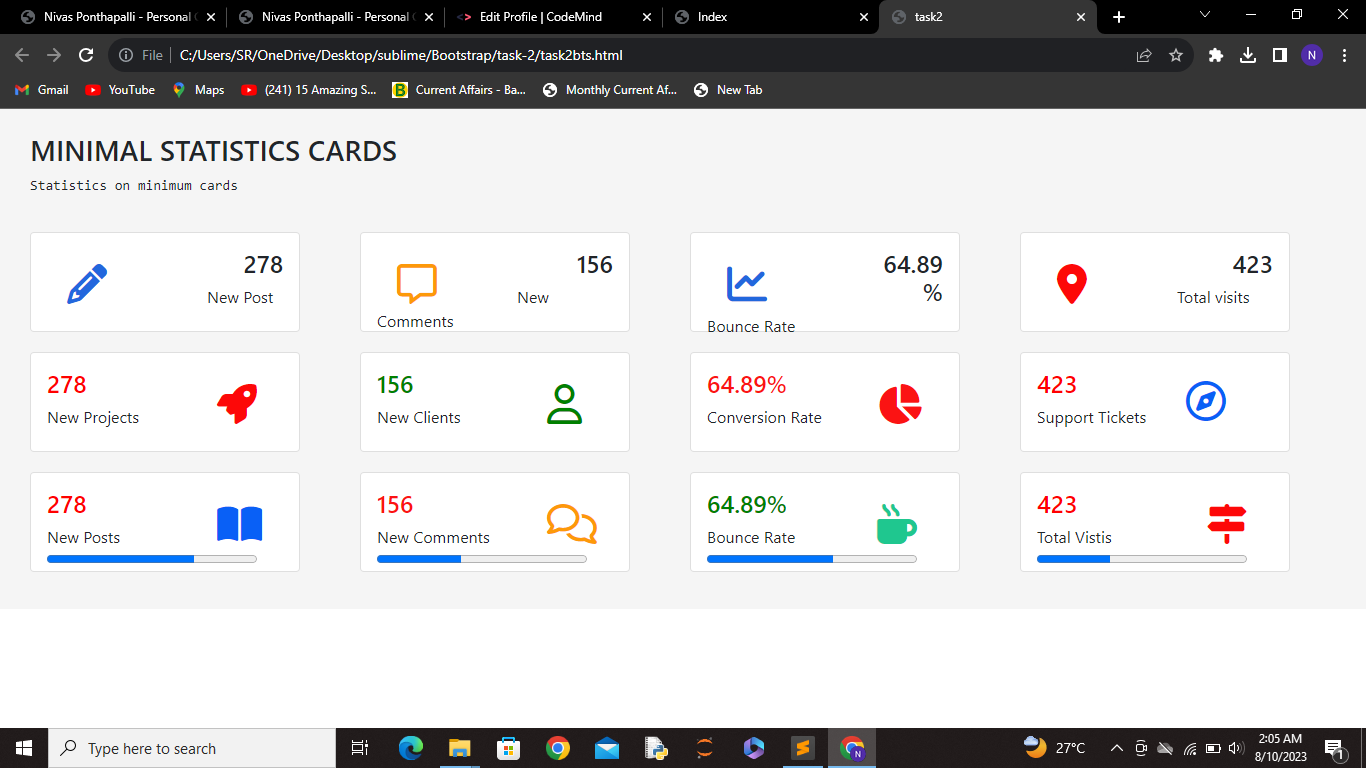 Nivas Ponthapalli - Personal
Nivas Ponthapalli - Personal
Edit Profile | CodeMind
Index
task2
File
C:/Users/SR/OneDrive/Desktop/sublime/Bootstrap/task-2/task2bts.html
N
Gmail
YouTube
Maps
(241) 15 Amazing S...
B
Current Affairs - Ba...
Monthly Current Af...
New Tab
MINIMAL STATISTICS CARDS
Statistics on minimum cards
278
New Post
156
New
Comments
64.89
%
Bounce Rate
423
Total visits
278
New Projects
156
New Clients
64.89%
Conversion Rate
423
Support Tickets
278
New Posts
156
New Comments
64.89%
Bounce Rate
423
Total Vistis
Type here to search
S
N
27°C
2:05 AM
8/10/2023
1